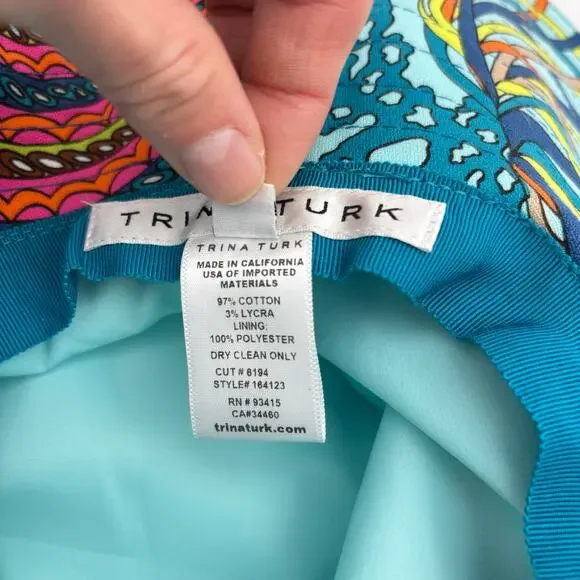 TRINA TURK
TRINA TURK
MADE IN CALIFORNIA
USA OF IMPORTED
MATERIALS
97% COTTON
3% LYCRA
LINING:
100% POLYESTER
DRY CLEAN ONLY
CUT # 6194
STYLE# 164123
RN # 93415
CA#34460
trinaturk.com